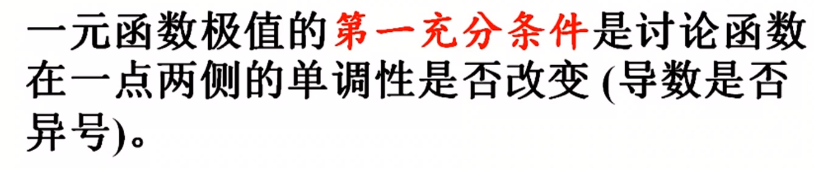 一元函数极值的第一充分条件是讨论函数
在一点两侧的单调性是否改变 (导数是否
异号)。